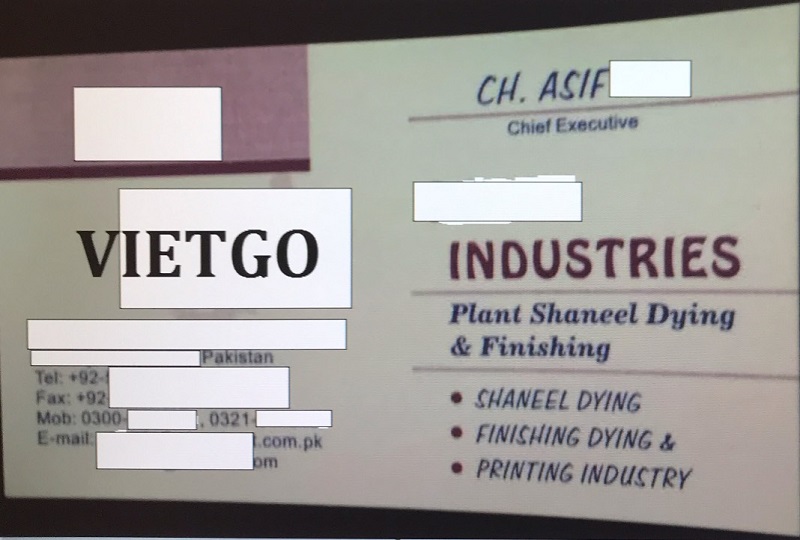 CH. ASIF
Chief Executive
INDUSTRIES
Plant Shaneel Dying
& Finishing
• SHANEEL DYING
• FINISHING DYING &
• PRINTING INDUSTRY
VIETGO
Pakistan
Tel: +92-
Fax: +92
Mob: 0300- , 0321-
E-mail: .com.pk
om